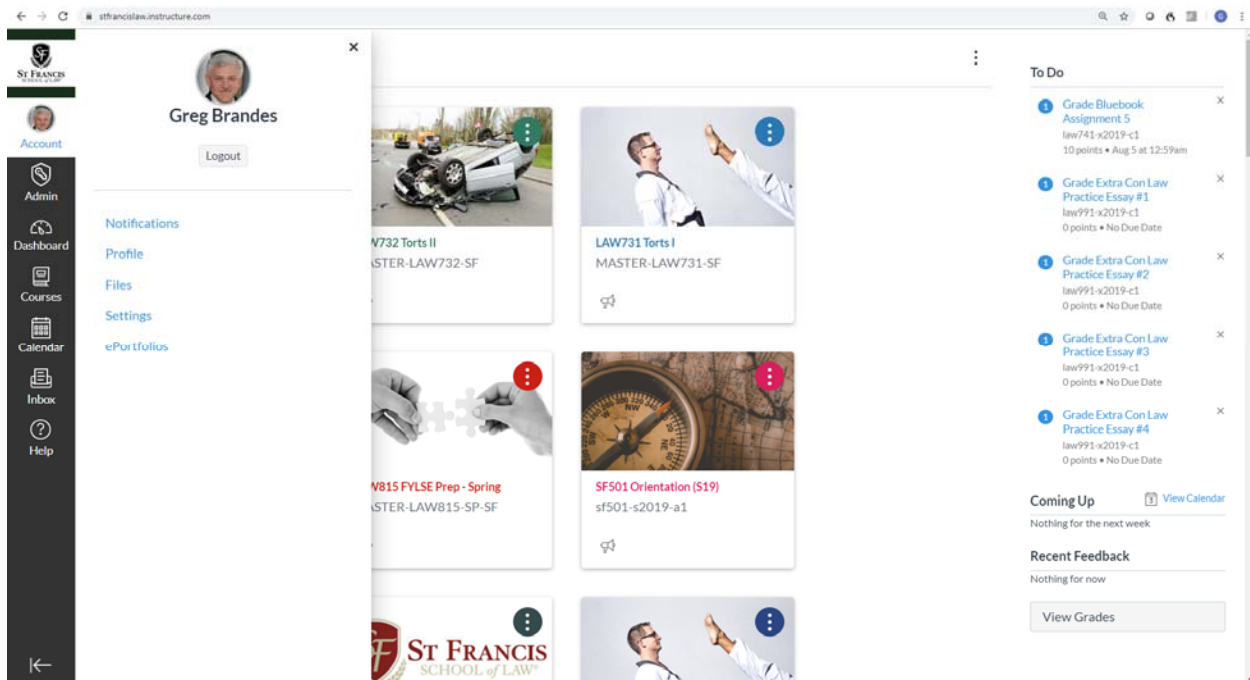 stfrancislaw.instructure.com
ST FRANCIS
SCHOOL of LAW
Account
Admin
Dashboard
Courses
Calendar
Inbox
Help
Greg Brandes
Logout
Notifications
Profile
Files
Settings
ePortfolios
W732 Torts II
ASTER-LAW732-SF
LAW731 Torts I
MASTER-LAW731-SF
W815 FYLSE Prep - Spring
ASTER-LAW815-SP-SF
SF501 Orientation (S19)
sf501-s2019-a1
NW
NE
ST FRANCIS
SCHOOL of LAW®
To Do
1
Grade Bluebook
Assignment 5
law741-x2019-c1
10 points • Aug 5 at 12:59am
1
Grade Extra Con Law
Practice Essay #1
law991-x2019-c1
0 points • No Due Date
1
Grade Extra Con Law
Practice Essay #2
law991-x2019-c1
0 points • No Due Date
1
Grade Extra Con Law
Practice Essay #3
law991-x2019-c1
0 points • No Due Date
1
Grade Extra Con Law
Practice Essay #4
law991-x2019-c1
0 points • No Due Date
Coming Up
View Calendar
Nothing for the next week
Recent Feedback
Nothing for now
View Grades